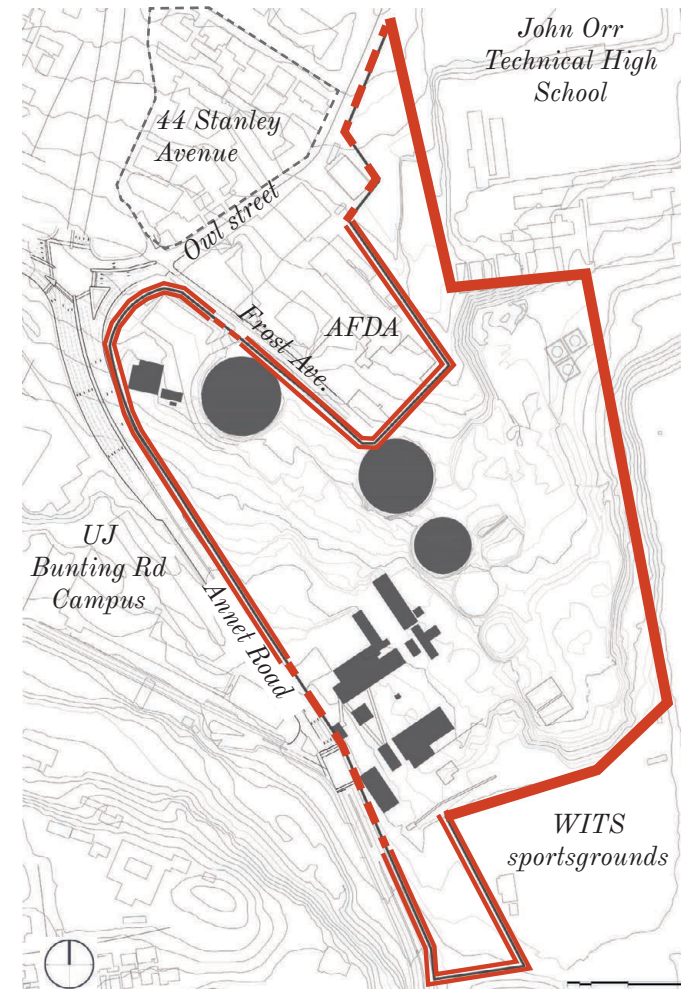 John Orr
Technical High
School
44 Stanley
Avenue
Owl street
Frost Ave.
AFDA
UJ
Bunting Rd
Campus
Annet Road
WITS
sportsgrounds